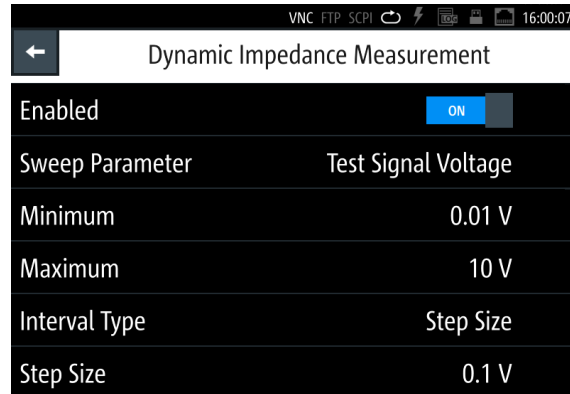 VNC FTP SCPI LOG 16:00:07
Dynamic Impedance Measurement
Enabled ON
Sweep Parameter Test Signal Voltage
Minimum 0.01 V
Maximum 10 V
Interval Type Step Size
Step Size 0.1 V